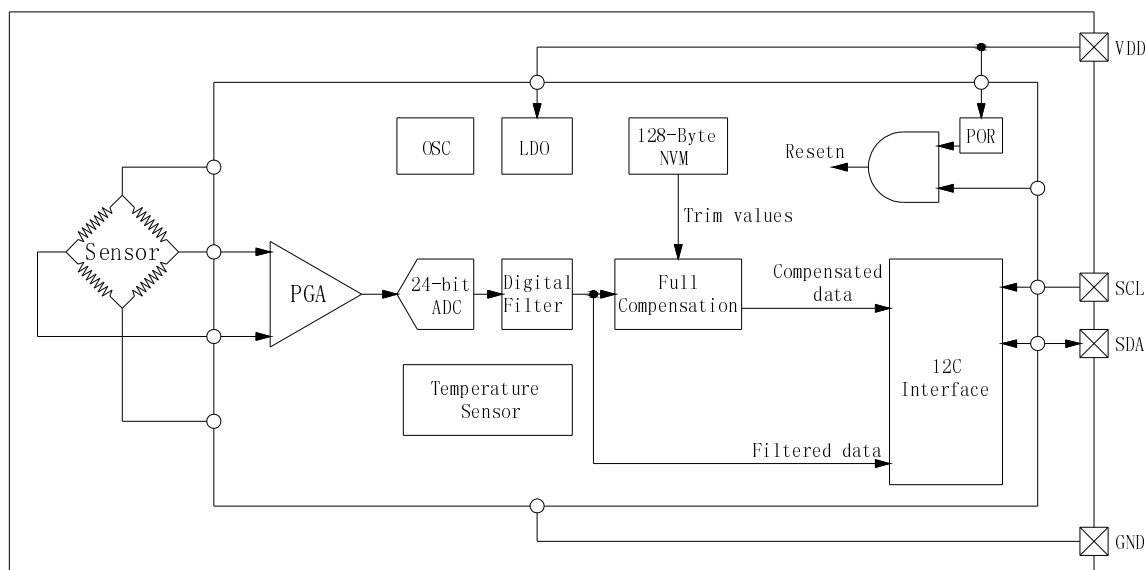 VDD
OSC
LDO
128-Byte
NVM
POR
Resetn
Trim values
Sensor
PGA
24-bit
ADC
Digital
Filter
Full
Compensation
Compensated
data
SCL
SDA
12C
Interface
Temperature
Sensor
Filtered data
GND